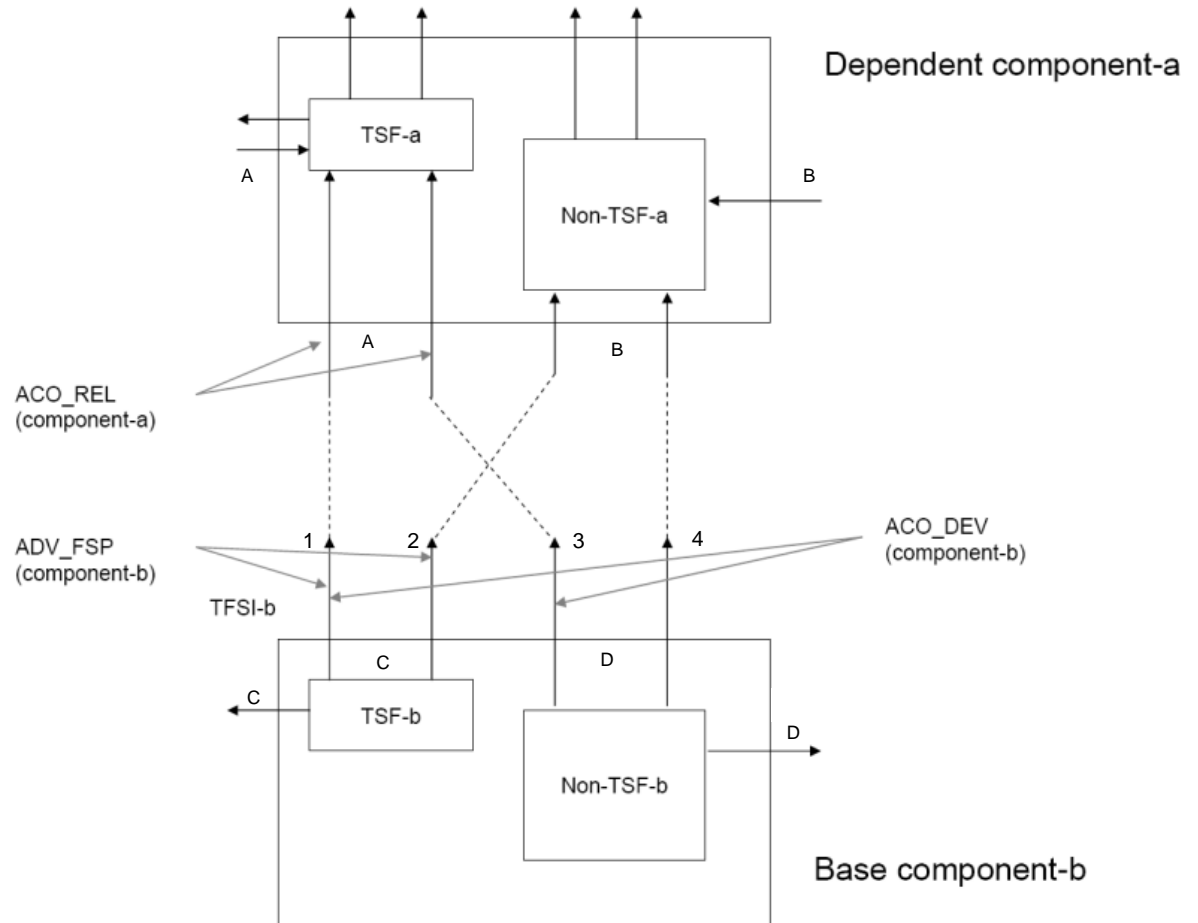 Dependent component-a
TSF-a
A
B
Non-TSF-a
A
B
ACO_REL
(component-a)
ADV_FSP
(component-b)
1
2
3
4
ACO_DEV
(component-b)
TFSI-b
C
D
C
TSF-b
D
Non-TSF-b
Base component-b